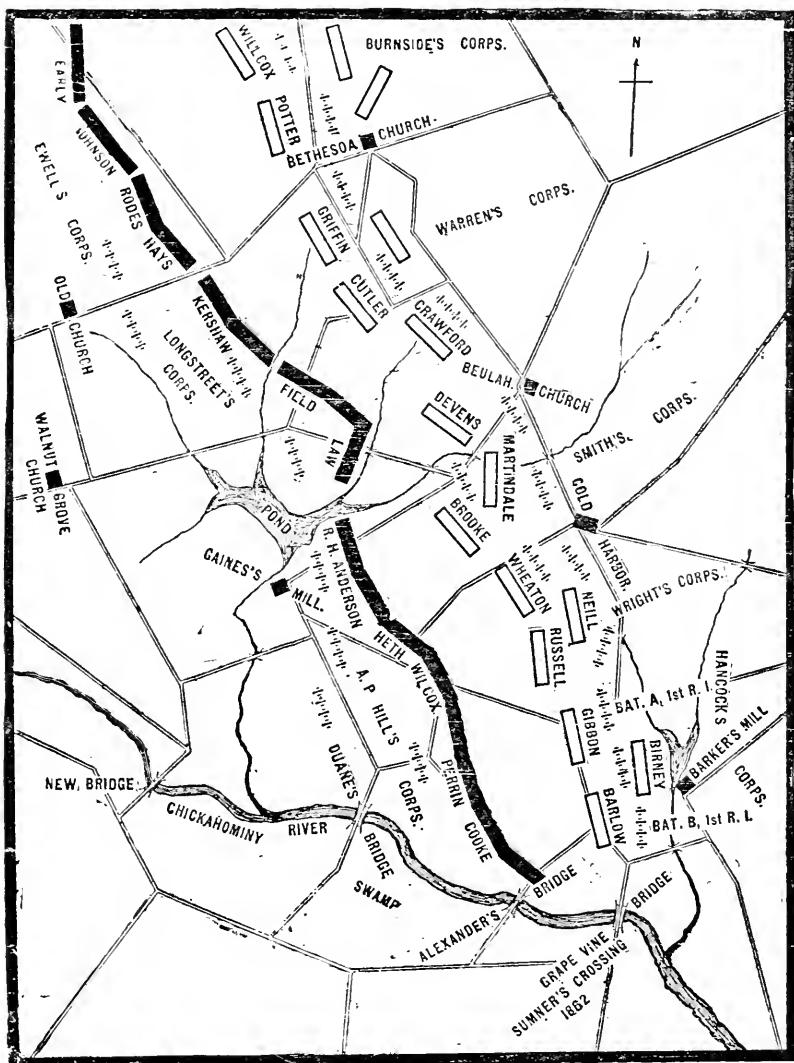 BURNSIDE'S CORPS.
N
WILLCOX
POTTER
EARLY
JOHNSON
RODES
HAYS
EWELL'S
CORPS.
BETHESDA
CHURCH
WARREN'S CORPS.
GRIFFIN
CUTLER
CRAWFORD
OLD
CHURCH
KERSHAW
LONGSTREET'S
CORPS.
FIELD
LAW
BEULAH
CHURCH
DEVENS
MARTINDALE
BROOKE
SMITH'S CORPS.
COLD
HARBOR.
WALNUT GROVE
CHURCH
POND
GAINES'S
MILL.
R. H. ANDERSON
HETH
WILCOX
PERRIN
COOKE
WHEATON
NEILL
RUSSELL
WRIGHT'S CORPS.
HANCOCK'S
CORPS.
BAT. A, 1st R. I.
GIBBON
BIRNEY
BARKER'S MILL
BARLOW
BAT. B, 1st R. I.
A. P. HILL'S
CORPS.
DUANE'S
BRIDGE
NEW BRIDGE
CHICKAHOMINY RIVER
SWAMP
ALEXANDER'S BRIDGE
GRAPE VINE BRIDGE
SUMNER'S CROSSING
1862